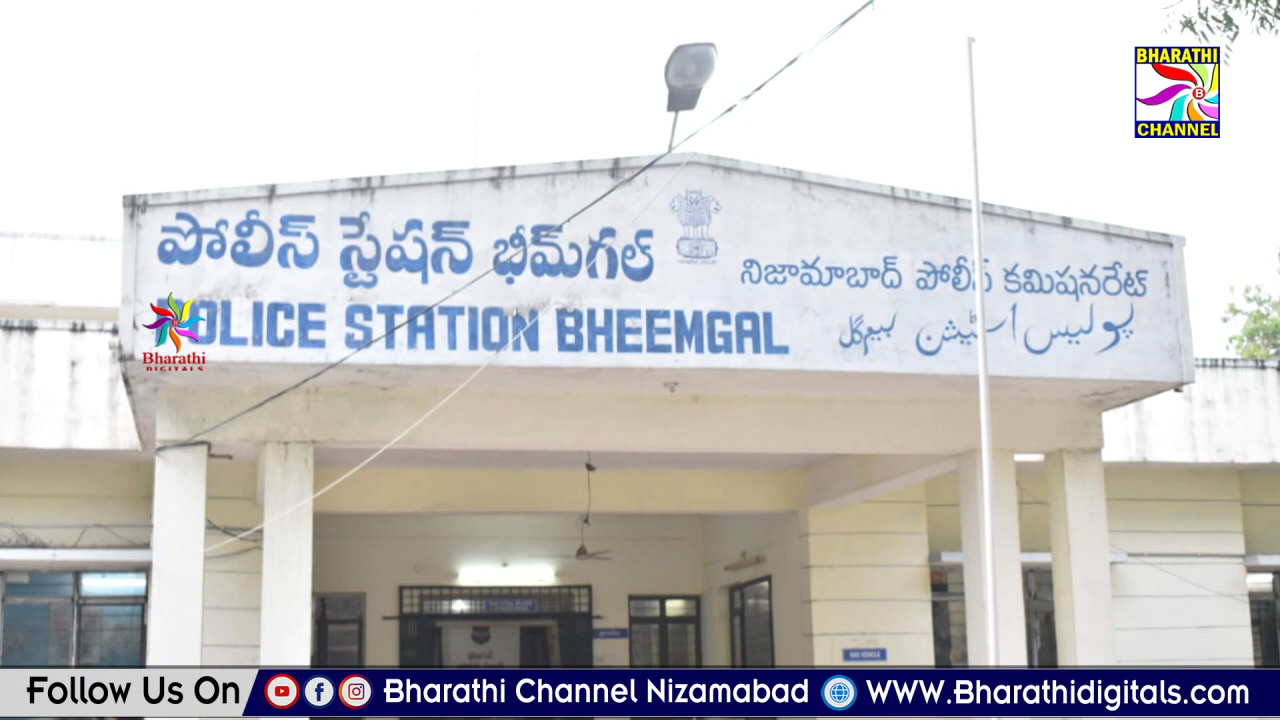 BHARATHI
CHANNEL
B
పోలీస్ స్టేషన్ భీమ్‌గల్
నిజామాబాద్ పోలీస్ కమిషనరేట్
POLICE STATION BHEEMGAL
پولیس اسٹیشن بیمگل
Bharathi
DIGITALS
Follow Us On Bharathi Channel Nizamabad WWW.Bharathidigitals.com